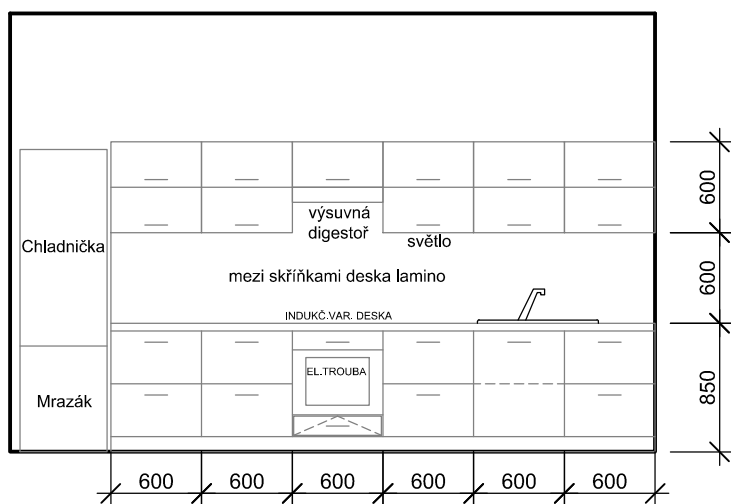 600
Chladnička
výsuvná
digestoř
světlo
mezi skříňkami deska lamino
600
INDUKČ.VAR. DESKA
EL.TROUBA
Mrazák
850
600 600 600 600 600 600